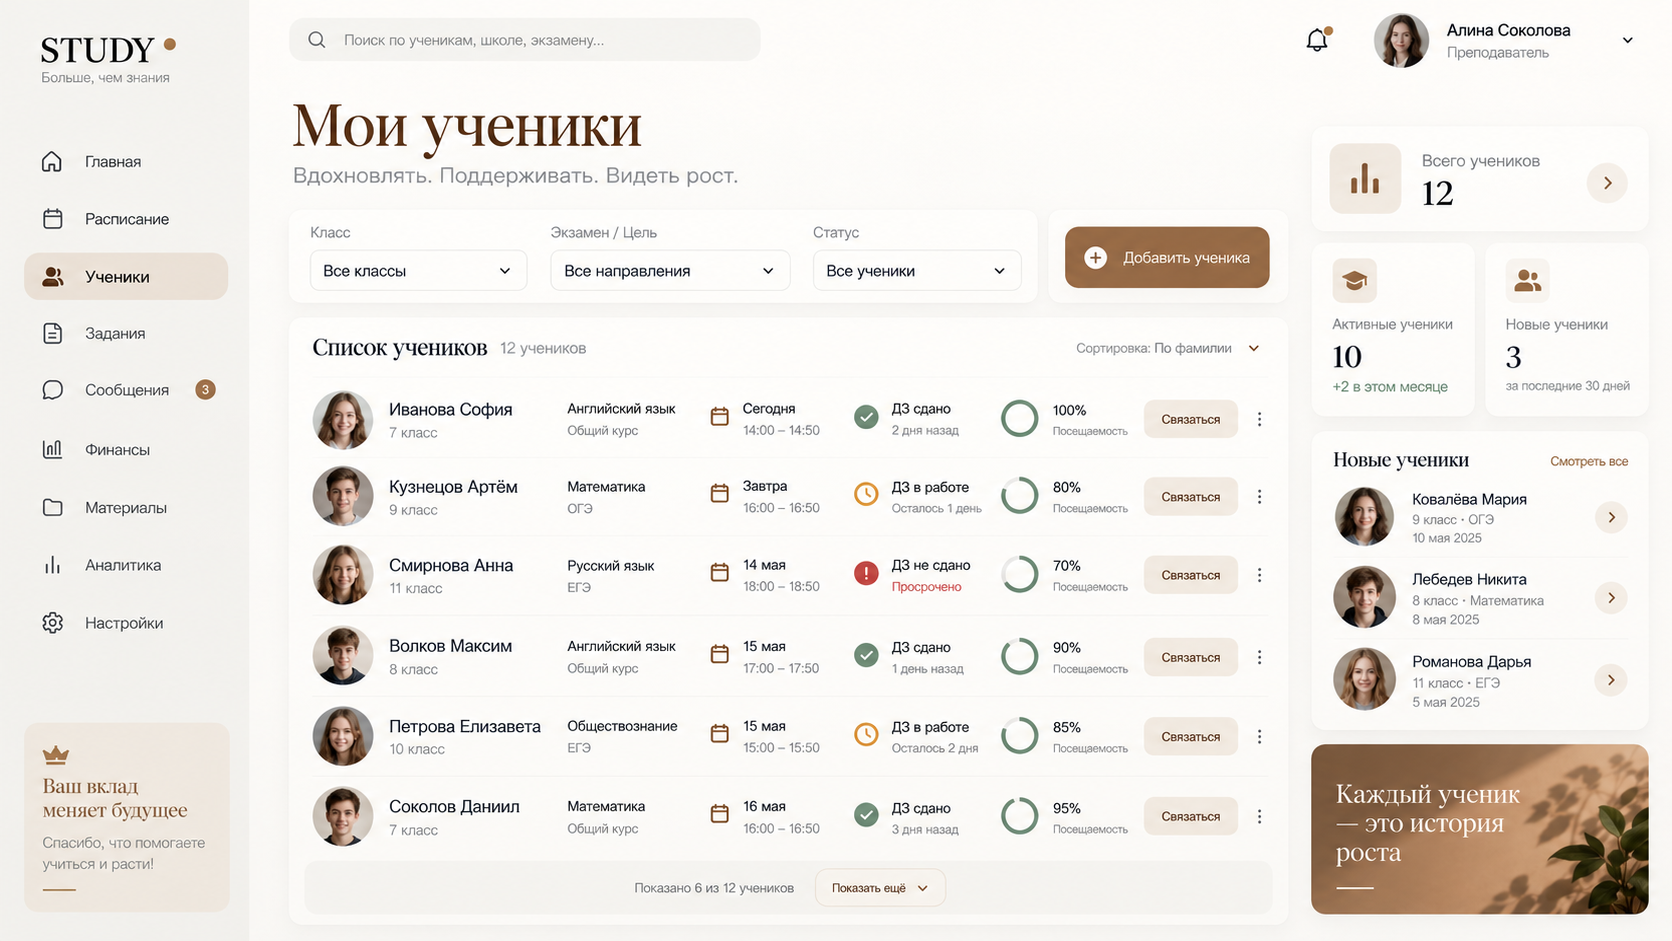 STUDY
Больше, чем знания
Главная
Расписание
Ученики
Задания
Сообщения 3
Финансы
Материалы
Аналитика
Настройки
Ваш вклад
меняет будущее
Спасибо, что помогаете
учиться и расти!
Поиск по ученикам, школе, экзамену...
Алина Соколова
Преподаватель
Мои ученики
Вдохновлять. Поддерживать. Видеть рост.
Класс Экзамен / Цель Статус
Все классы Все направления Все ученики
Добавить ученика
Список учеников 12 учеников Сортировка: По фамилии
Иванова София Английский язык Сегодня ДЗ сдано 100% Связаться
7 класс Общий курс 14:00 – 14:50 2 дня назад Посещаемость
Кузнецов Артём Математика Завтра ДЗ в работе 80% Связаться
9 класс ОГЭ 16:00 – 16:50 Осталось 1 день Посещаемость
Смирнова Анна Русский язык 14 мая ДЗ не сдано 70% Связаться
11 класс ЕГЭ 18:00 – 18:50 Просрочено Посещаемость
Волков Максим Английский язык 15 мая ДЗ сдано 90% Связаться
8 класс Общий курс 17:00 – 17:50 1 день назад Посещаемость
Петрова Елизавета Обществознание 15 мая ДЗ в работе 85% Связаться
10 класс ЕГЭ 15:00 – 15:50 Осталось 2 дня Посещаемость
Соколов Даниил Математика 16 мая ДЗ сдано 95% Связаться
7 класс Общий курс 16:00 – 16:50 3 дня назад Посещаемость
Показано 6 из 12 учеников Показать ещё
Всего учеников
12
Активные ученики
10
+2 в этом месяце
Новые ученики
3
за последние 30 дней
Новые ученики Смотреть все
Ковалёва Мария
9 класс • ОГЭ
10 мая 2025
Лебедев Никита
8 класс • Математика
8 мая 2025
Романова Дарья
11 класс • ЕГЭ
5 мая 2025
Каждый ученик
— это история
роста